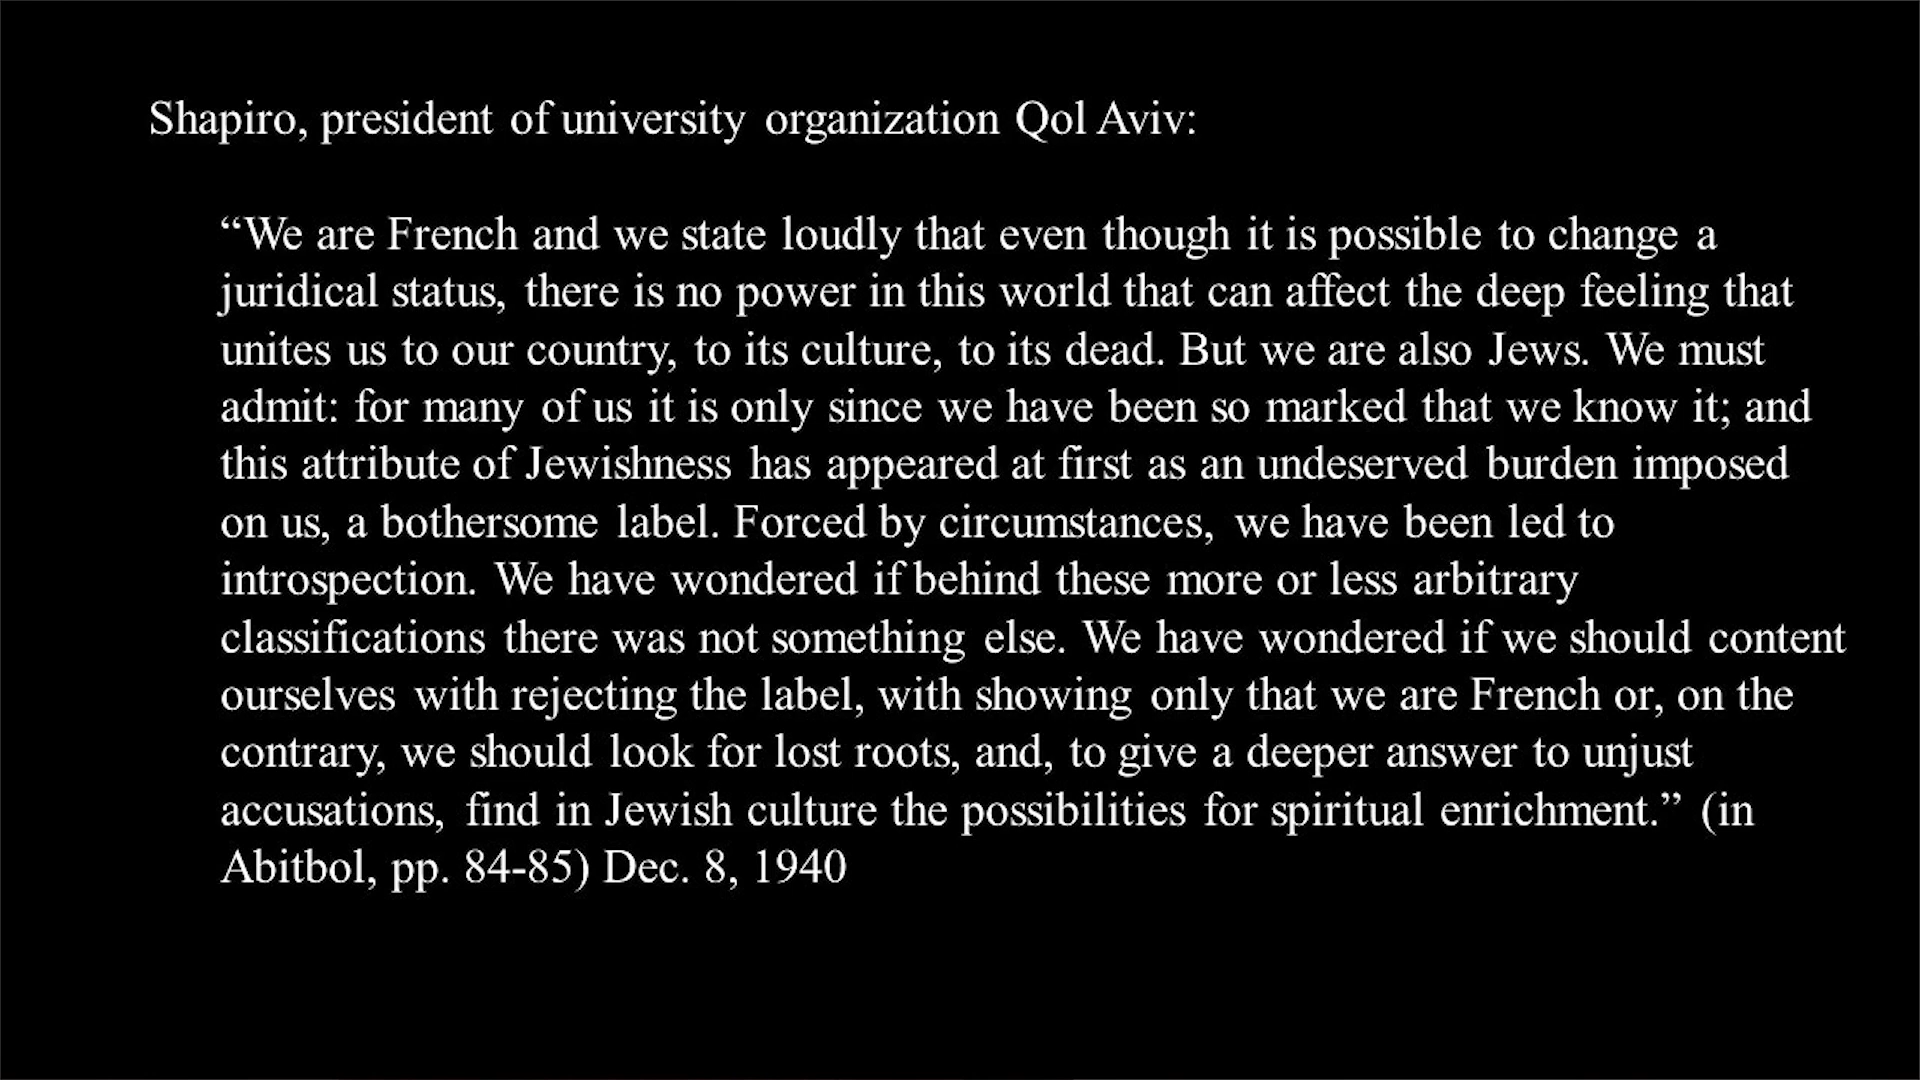 Shapiro, president of university organization Qol Aviv:
“We are French and we state loudly that even though it is possible to change a
juridical status, there is no power in this world that can affect the deep feeling that
unites us to our country, to its culture, to its dead. But we are also Jews. We must
admit: for many of us it is only since we have been so marked that we know it; and
this attribute of Jewishness has appeared at first as an undeserved burden imposed
on us, a bothersome label. Forced by circumstances, we have been led to
introspection. We have wondered if behind these more or less arbitrary
classifications there was not something else. We have wondered if we should content
ourselves with rejecting the label, with showing only that we are French or, on the
contrary, we should look for lost roots, and, to give a deeper answer to unjust
accusations, find in Jewish culture the possibilities for spiritual enrichment.” (in
Abitbol, pp. 84-85) Dec. 8, 1940